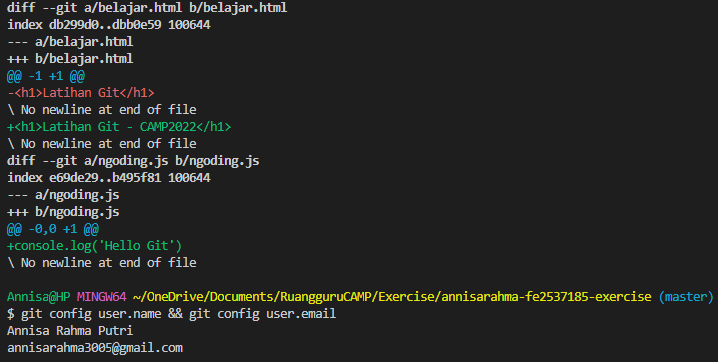 diff --git a/belajar.html b/belajar.html
index db299d0..dbb0e59 100644
--- a/belajar.html
+++ b/belajar.html
@@ -1 +1 @@
-<h1>Latihan Git</h1>
\ No newline at end of file
+<h1>Latihan Git - CAMP2022</h1>
\ No newline at end of file
diff --git a/ngoding.js b/ngoding.js
index e69de29..b495f81 100644
--- a/ngoding.js
+++ b/ngoding.js
@@ -0,0 +1 @@
+console.log('Hello Git')
\ No newline at end of file
Annisa@HP MINGW64 ~/OneDrive/Documents/RuangguruCAMP/Exercise/annisarahma-fe2537185-exercise (master)
$ git config user.name && git config user.email
Annisa Rahma Putri
annisarahma3005@gmail.com